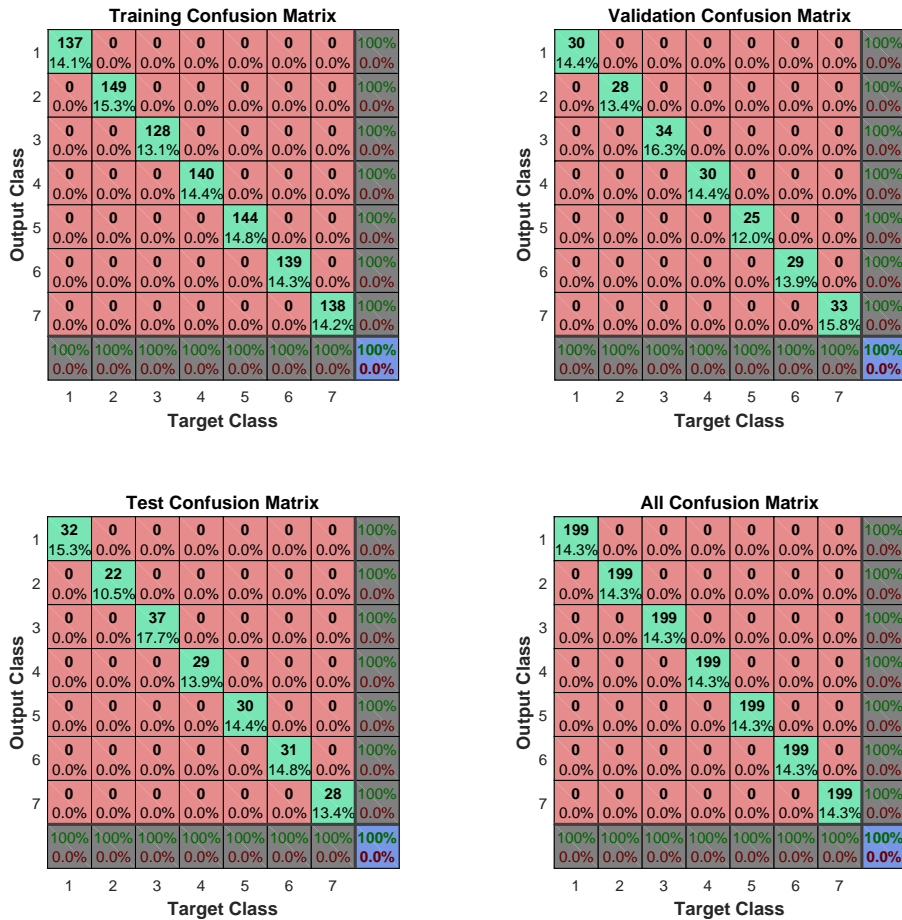 Training Confusion Matrix
1 137 0 0 0 0 0 0 100%
14.1% 0.0% 0.0% 0.0% 0.0% 0.0% 0.0% 0.0%
2 0 149 0 0 0 0 0 100%
0.0% 15.3% 0.0% 0.0% 0.0% 0.0% 0.0% 0.0%
3 0 0 128 0 0 0 0 100%
0.0% 0.0% 13.1% 0.0% 0.0% 0.0% 0.0% 0.0%
4 0 0 0 140 0 0 0 100%
0.0% 0.0% 0.0% 14.4% 0.0% 0.0% 0.0% 0.0%
5 0 0 0 0 144 0 0 100%
0.0% 0.0% 0.0% 0.0% 14.8% 0.0% 0.0% 0.0%
6 0 0 0 0 0 139 0 100%
0.0% 0.0% 0.0% 0.0% 0.0% 14.3% 0.0% 0.0%
7 0 0 0 0 0 0 138 100%
0.0% 0.0% 0.0% 0.0% 0.0% 0.0% 14.2% 0.0%
100% 100% 100% 100% 100% 100% 100% 100%
0.0% 0.0% 0.0% 0.0% 0.0% 0.0% 0.0% 0.0%
1 2 3 4 5 6 7
Target Class
Output Class
Validation Confusion Matrix
1 30 0 0 0 0 0 0 100%
14.4% 0.0% 0.0% 0.0% 0.0% 0.0% 0.0% 0.0%
2 0 28 0 0 0 0 0 100%
0.0% 13.4% 0.0% 0.0% 0.0% 0.0% 0.0% 0.0%
3 0 0 34 0 0 0 0 100%
0.0% 0.0% 16.3% 0.0% 0.0% 0.0% 0.0% 0.0%
4 0 0 0 30 0 0 0 100%
0.0% 0.0% 0.0% 14.4% 0.0% 0.0% 0.0% 0.0%
5 0 0 0 0 25 0 0 100%
0.0% 0.0% 0.0% 0.0% 12.0% 0.0% 0.0% 0.0%
6 0 0 0 0 0 29 0 100%
0.0% 0.0% 0.0% 0.0% 0.0% 13.9% 0.0% 0.0%
7 0 0 0 0 0 0 33 100%
0.0% 0.0% 0.0% 0.0% 0.0% 0.0% 15.8% 0.0%
100% 100% 100% 100% 100% 100% 100% 100%
0.0% 0.0% 0.0% 0.0% 0.0% 0.0% 0.0% 0.0%
1 2 3 4 5 6 7
Target Class
Output Class
Test Confusion Matrix
1 32 0 0 0 0 0 0 100%
15.3% 0.0% 0.0% 0.0% 0.0% 0.0% 0.0% 0.0%
2 0 22 0 0 0 0 0 100%
0.0% 10.5% 0.0% 0.0% 0.0% 0.0% 0.0% 0.0%
3 0 0 37 0 0 0 0 100%
0.0% 0.0% 17.7% 0.0% 0.0% 0.0% 0.0% 0.0%
4 0 0 0 29 0 0 0 100%
0.0% 0.0% 0.0% 13.9% 0.0% 0.0% 0.0% 0.0%
5 0 0 0 0 30 0 0 100%
0.0% 0.0% 0.0% 0.0% 14.4% 0.0% 0.0% 0.0%
6 0 0 0 0 0 31 0 100%
0.0% 0.0% 0.0% 0.0% 0.0% 14.8% 0.0% 0.0%
7 0 0 0 0 0 0 28 100%
0.0% 0.0% 0.0% 0.0% 0.0% 0.0% 13.4% 0.0%
100% 100% 100% 100% 100% 100% 100% 100%
0.0% 0.0% 0.0% 0.0% 0.0% 0.0% 0.0% 0.0%
1 2 3 4 5 6 7
Target Class
Output Class
All Confusion Matrix
1 199 0 0 0 0 0 0 100%
14.3% 0.0% 0.0% 0.0% 0.0% 0.0% 0.0% 0.0%
2 0 199 0 0 0 0 0 100%
0.0% 14.3% 0.0% 0.0% 0.0% 0.0% 0.0% 0.0%
3 0 0 199 0 0 0 0 100%
0.0% 0.0% 14.3% 0.0% 0.0% 0.0% 0.0% 0.0%
4 0 0 0 199 0 0 0 100%
0.0% 0.0% 0.0% 14.3% 0.0% 0.0% 0.0% 0.0%
5 0 0 0 0 199 0 0 100%
0.0% 0.0% 0.0% 0.0% 14.3% 0.0% 0.0% 0.0%
6 0 0 0 0 0 199 0 100%
0.0% 0.0% 0.0% 0.0% 0.0% 14.3% 0.0% 0.0%
7 0 0 0 0 0 0 199 100%
0.0% 0.0% 0.0% 0.0% 0.0% 0.0% 14.3% 0.0%
100% 100% 100% 100% 100% 100% 100% 100%
0.0% 0.0% 0.0% 0.0% 0.0% 0.0% 0.0% 0.0%
1 2 3 4 5 6 7
Target Class
Output Class